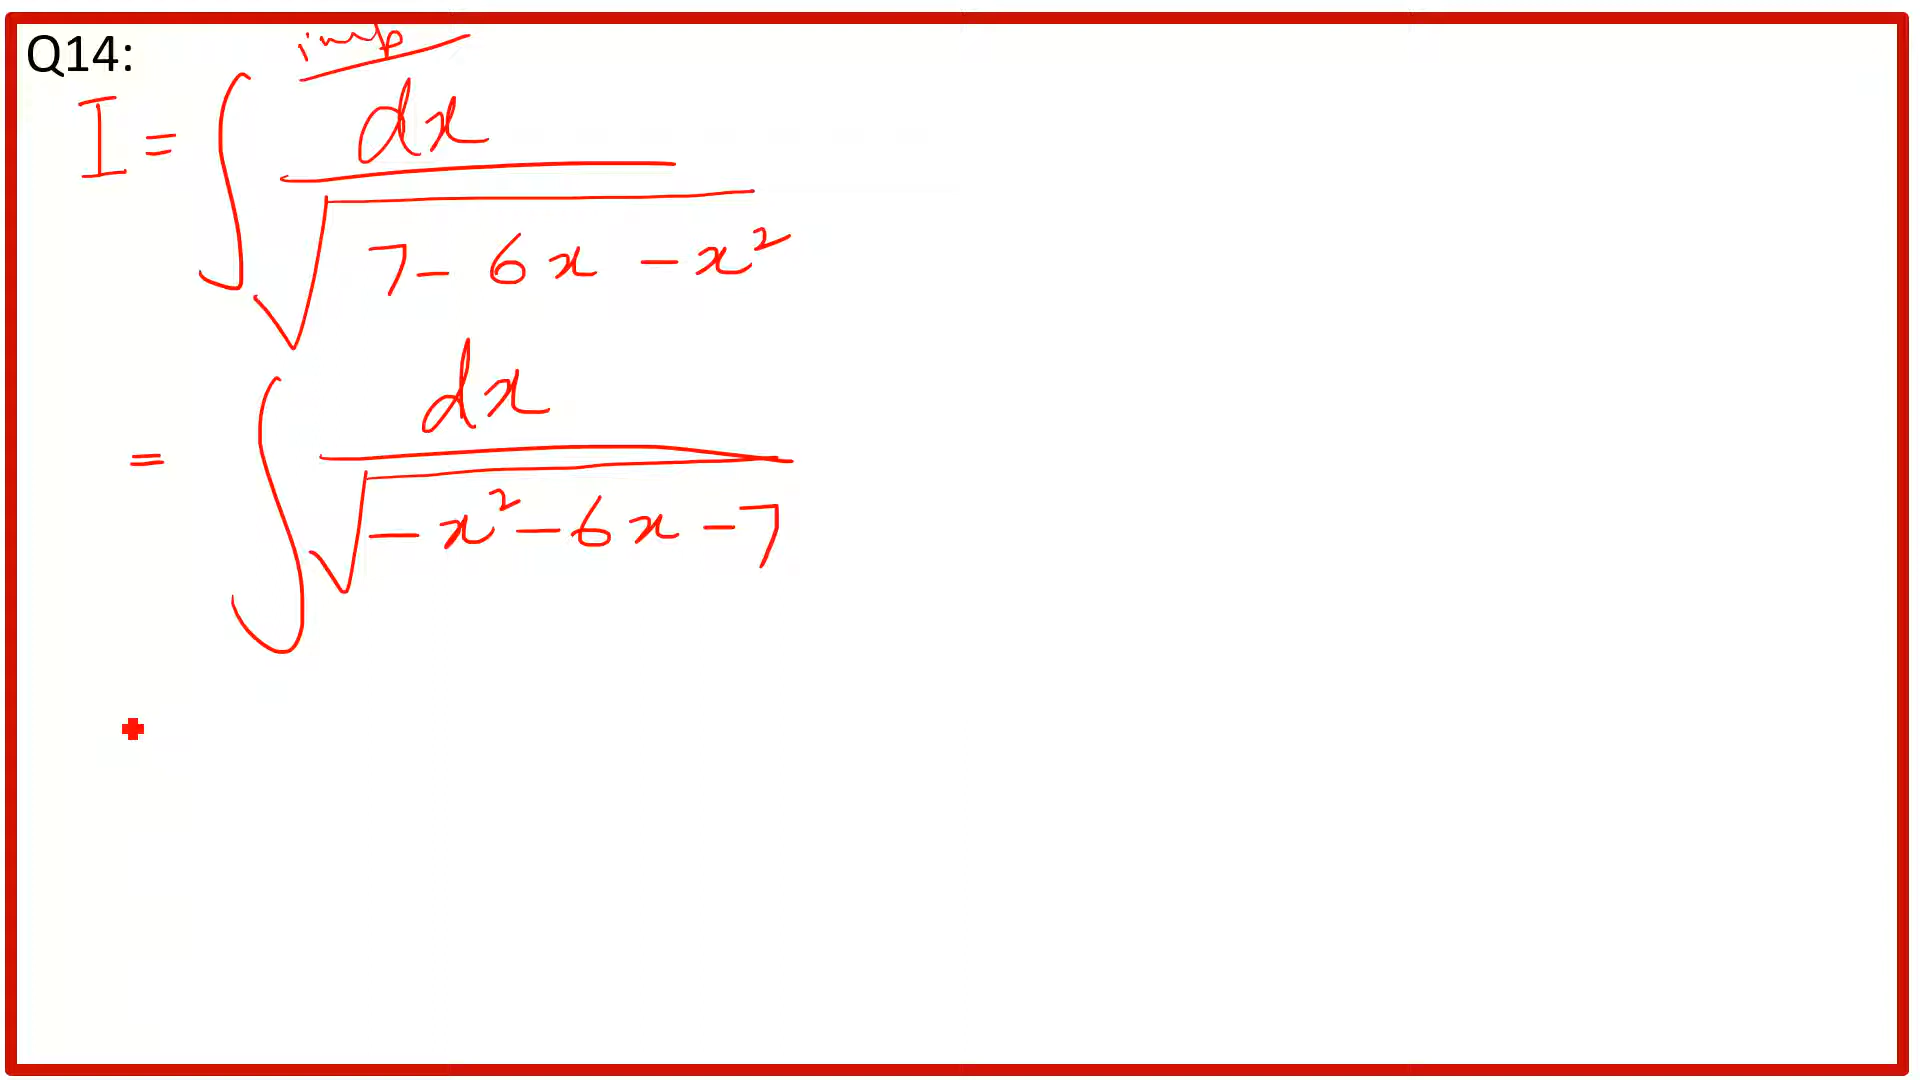 Q14:
imp
I = ∫ dx / √(7 - 6x - x²)
= ∫ dx / √(-x² - 6x - 7)